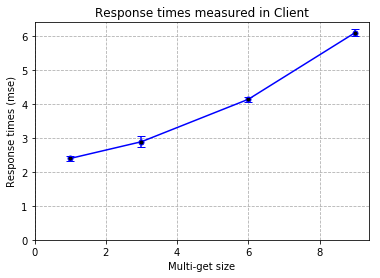 Response times measured in Client
6
5
4
3
2
1
0
Response times (mse)
0 2 4 6 8
Multi-get size